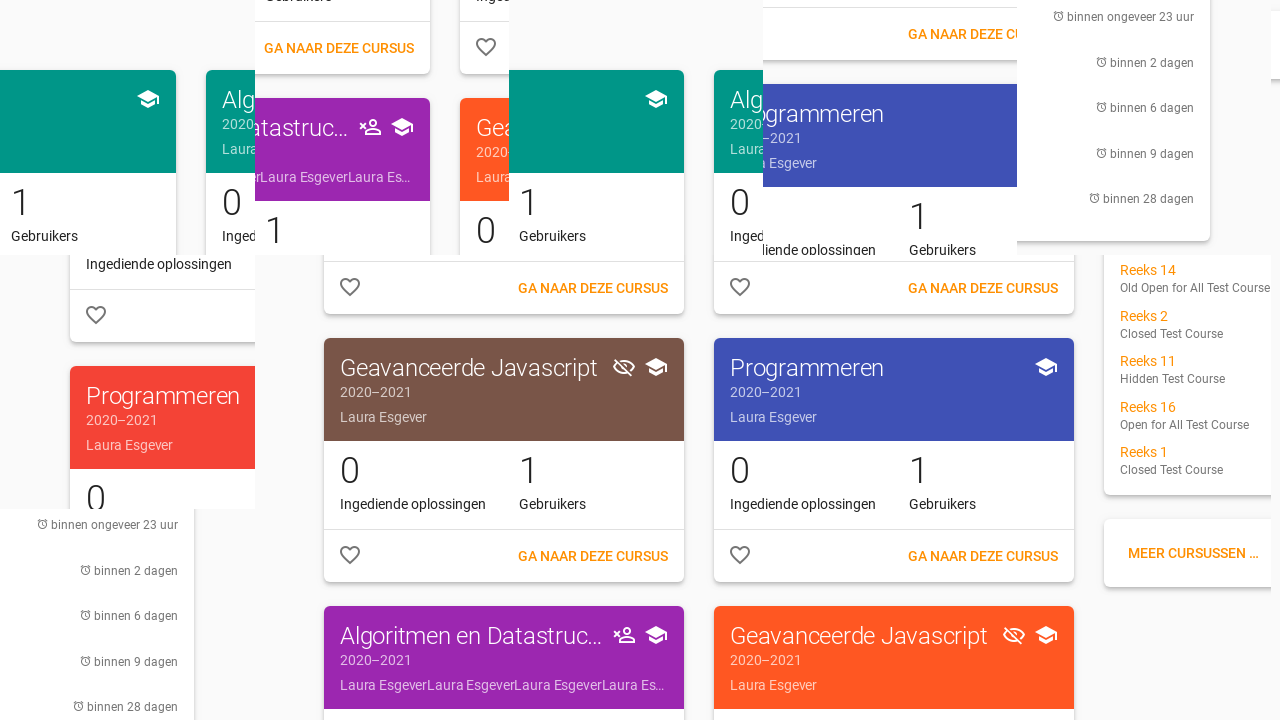 GA NAAR DEZE CURSUS
GA NAAR DEZE CU
binnen ongeveer 23 uur
binnen 2 dagen
binnen 6 dagen
binnen 9 dagen
binnen 28 dagen
Alg
2020
Laura
1
Gebruikers
0
Inged
atastruc...
erLaura EsgeverLaura Es...
1
Gea
2020
Laura
0
1
Gebruikers
Alg
2020
Laura
0
Inged
ogrammeren
–2021
Esgever
diende oplossingen
1
Gebruikers
Ingediende oplossingen
GA NAAR DEZE CURSUS
GA NAAR DEZE CURSUS
Programmeren
2020–2021
Laura Esgever
0
Geavanceerde Javascript
2020–2021
Laura Esgever
0
Ingediende oplossingen
1
Gebruikers
GA NAAR DEZE CURSUS
Programmeren
2020–2021
Laura Esgever
0
Ingediende oplossingen
1
Gebruikers
GA NAAR DEZE CURSUS
Reeks 14
Old Open for All Test Course
Reeks 2
Closed Test Course
Reeks 11
Hidden Test Course
Reeks 16
Open for All Test Course
Reeks 1
Closed Test Course
MEER CURSUSSEN ...
binnen ongeveer 23 uur
binnen 2 dagen
binnen 6 dagen
binnen 9 dagen
binnen 28 dagen
Algoritmen en Datastruc...
2020–2021
Laura EsgeverLaura EsgeverLaura EsgeverLaura Es...
Geavanceerde Javascript
2020–2021
Laura Esgever